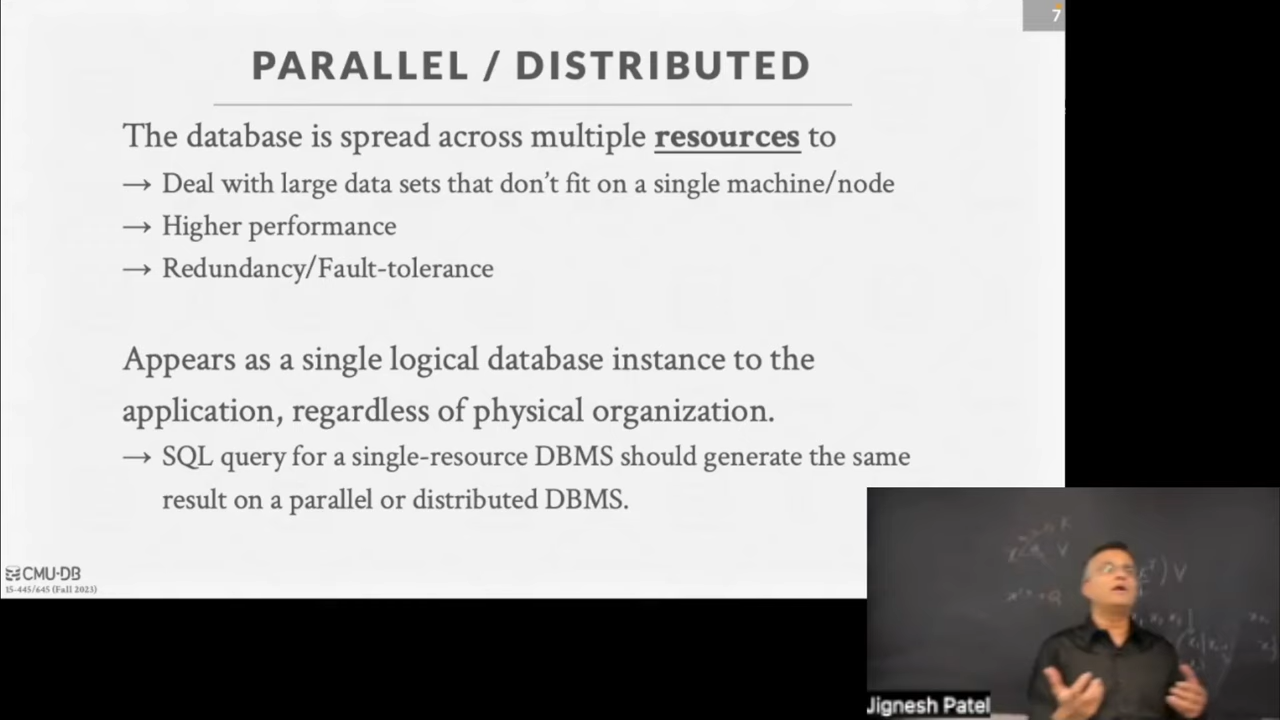 7
PARALLEL / DISTRIBUTED
The database is spread across multiple resources to
→ Deal with large data sets that don't fit on a single machine/node
→ Higher performance
→ Redundancy/Fault-tolerance
Appears as a single logical database instance to the
application, regardless of physical organization.
→ SQL query for a single-resource DBMS should generate the same
result on a parallel or distributed DBMS.
CMU·DB
15-445/645 (Fall 2023)
Jignesh Patel